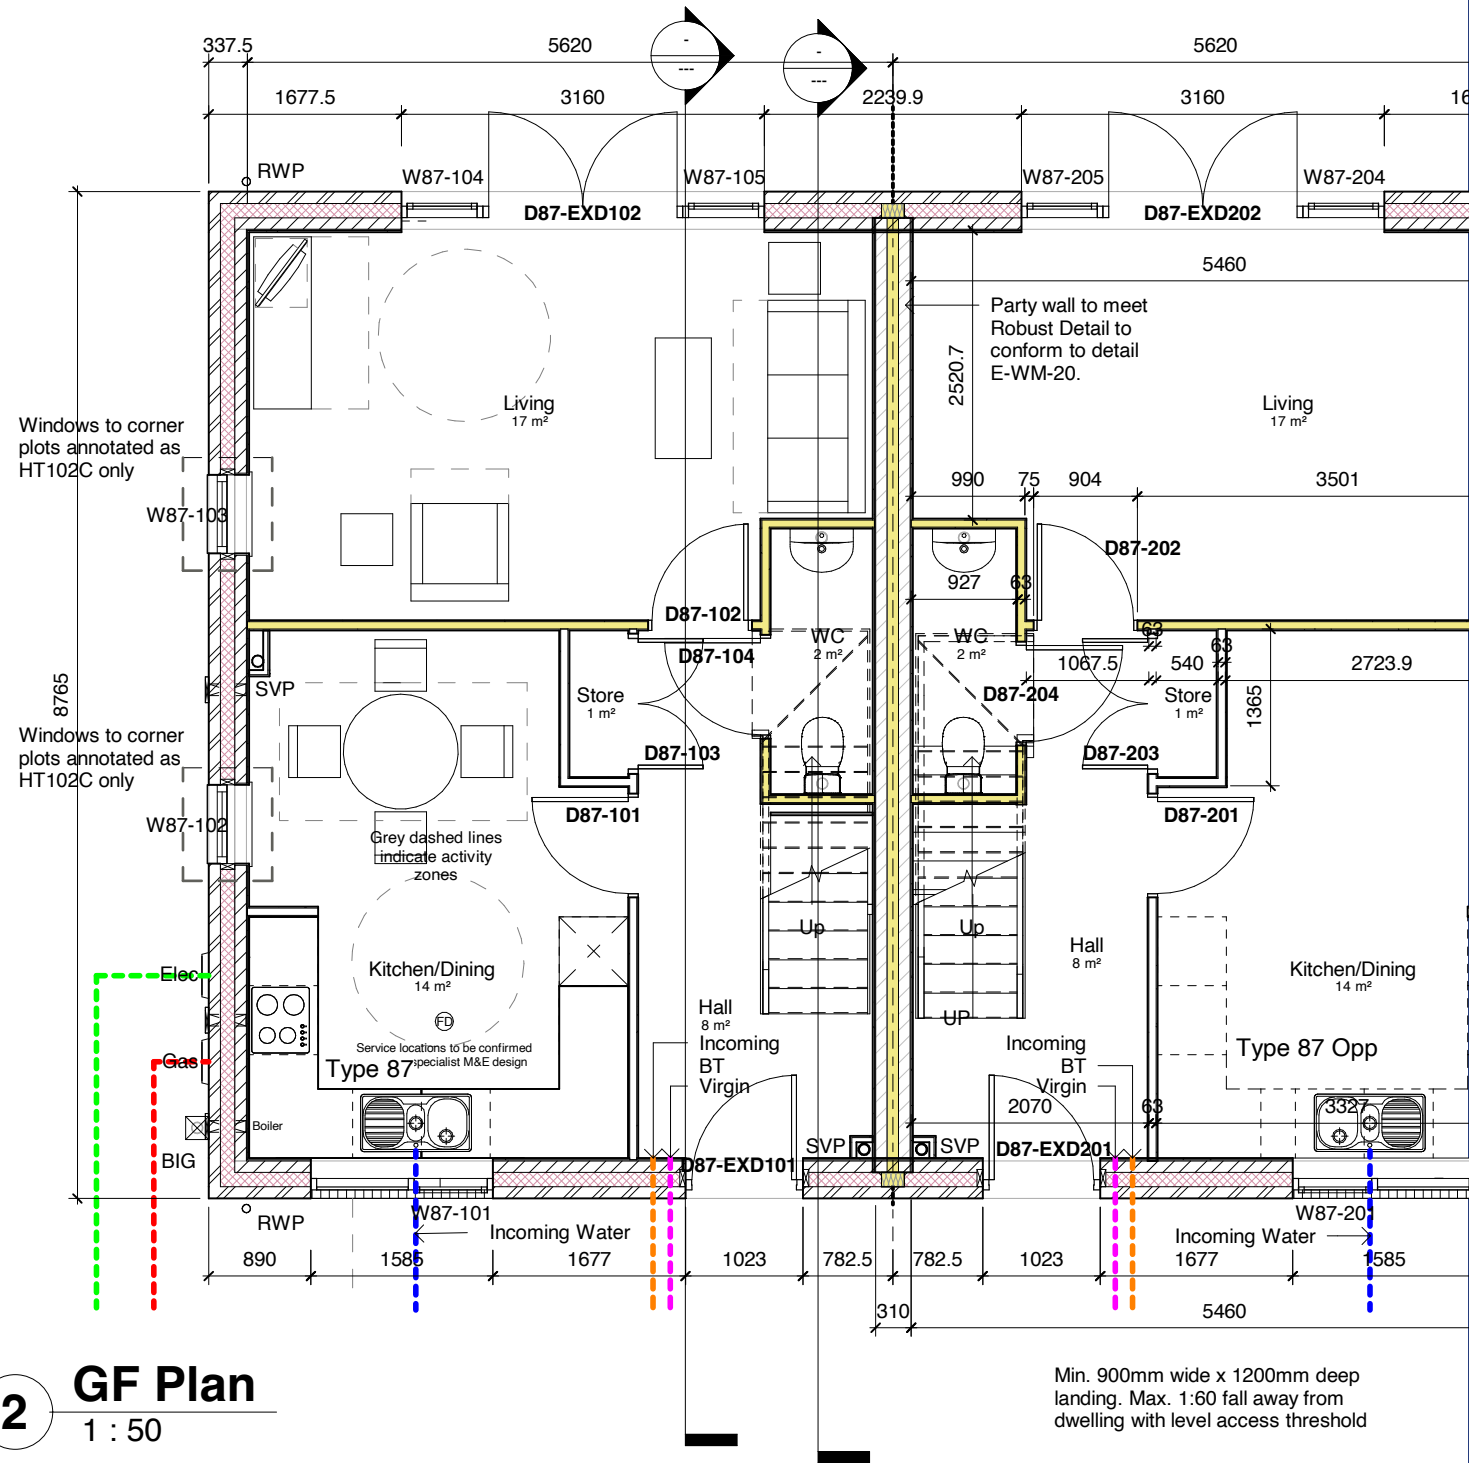 337.5
5620
-
---
-
---
5620
1677.5
3160
2239.9
3160
RWP
W87-104
W87-105
W87-205
W87-204
D87-EXD102
D87-EXD202
5460
Party wall to meet
Robust Detail to
conform to detail
E-WM-20.
2520.7
Living
17 m²
Living
17 m²
Windows to corner
plots annotated as
HT102C only
W87-103
990
75
904
3501
D87-202
927
63
D87-102
WC
2 m²
WC
2 m²
63
63
D87-104
1067.5
540
2723.9
SVP
Store
1 m²
D87-204
Store
1 m²
1365
8765
Windows to corner
plots annotated as
HT102C only
D87-103
D87-203
W87-102
D87-101
D87-201
Grey dashed lines
indicate activity
zones
Up
Up
Hall
8 m²
Elec
Kitchen/Dining
14 m²
Kitchen/Dining
14 m²
FD
Hall
8 m²
UP
Service locations to be confirmed
specialist M&E design
Gas
Type 87
Incoming
BT
Virgin
Incoming
BT
Virgin
Type 87 Opp
2070
63
3327
Boiler
BIG
SVP
SVP
D87-EXD101
D87-EXD201
RWP
W87-101
W87-201
Incoming Water
Incoming Water
890
1585
1677
1023
782.5
782.5
1023
1677
1585
310
5460
2
GF Plan
1 : 50
Min. 900mm wide x 1200mm deep
landing. Max. 1:60 fall away from
dwelling with level access threshold